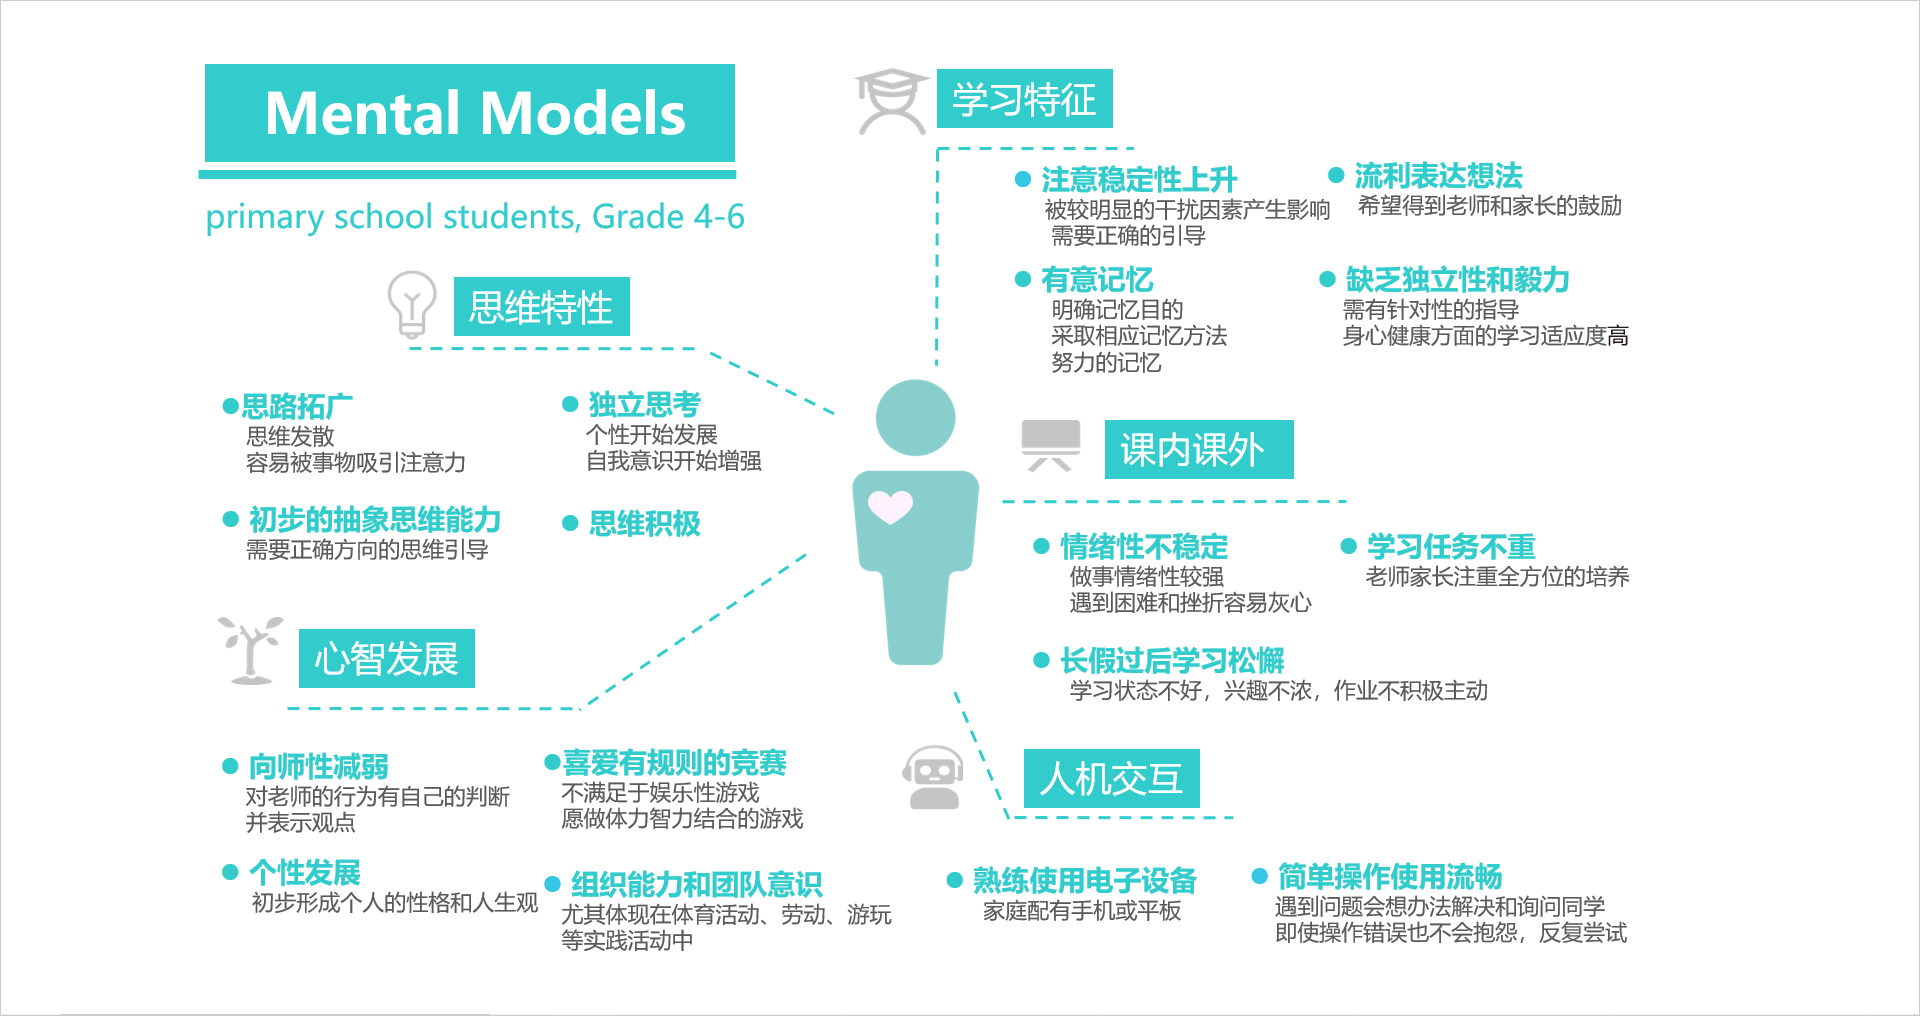 Mental Models
primary school students, Grade 4-6
思维特性
思路拓广
思维发散
容易被事物吸引注意力
独立思考
个性开始发展
自我意识开始增强
初步的抽象思维能力
需要正确方向的思维引导
思维积极
心智发展
向师性减弱
对老师的行为有自己的判断
并表示观点
喜爱有规则的竞赛
不满足于娱乐性游戏
愿做体力智力结合的游戏
个性发展
初步形成个人的性格和人生观
组织能力和团队意识
尤其体现在体育活动、劳动、游玩
等实践活动中
学习特征
注意稳定性上升
被较明显的干扰因素产生影响
需要正确的引导
流利表达想法
希望得到老师和家长的鼓励
有意记忆
明确记忆目的
采取相应记忆方法
努力的记忆
缺乏独立性和毅力
需有针对性的指导
身心健康方面的学习适应度高
课内课外
情绪性不稳定
做事情绪性较强
遇到困难和挫折容易灰心
学习任务不重
老师家长注重全方位的培养
长假过后学习松懈
学习状态不好，兴趣不浓，作业不积极主动
人机交互
熟练使用电子设备
家庭配有手机或平板
简单操作使用流畅
遇到问题会想办法解决和询问同学
即使操作错误也不会抱怨，反复尝试